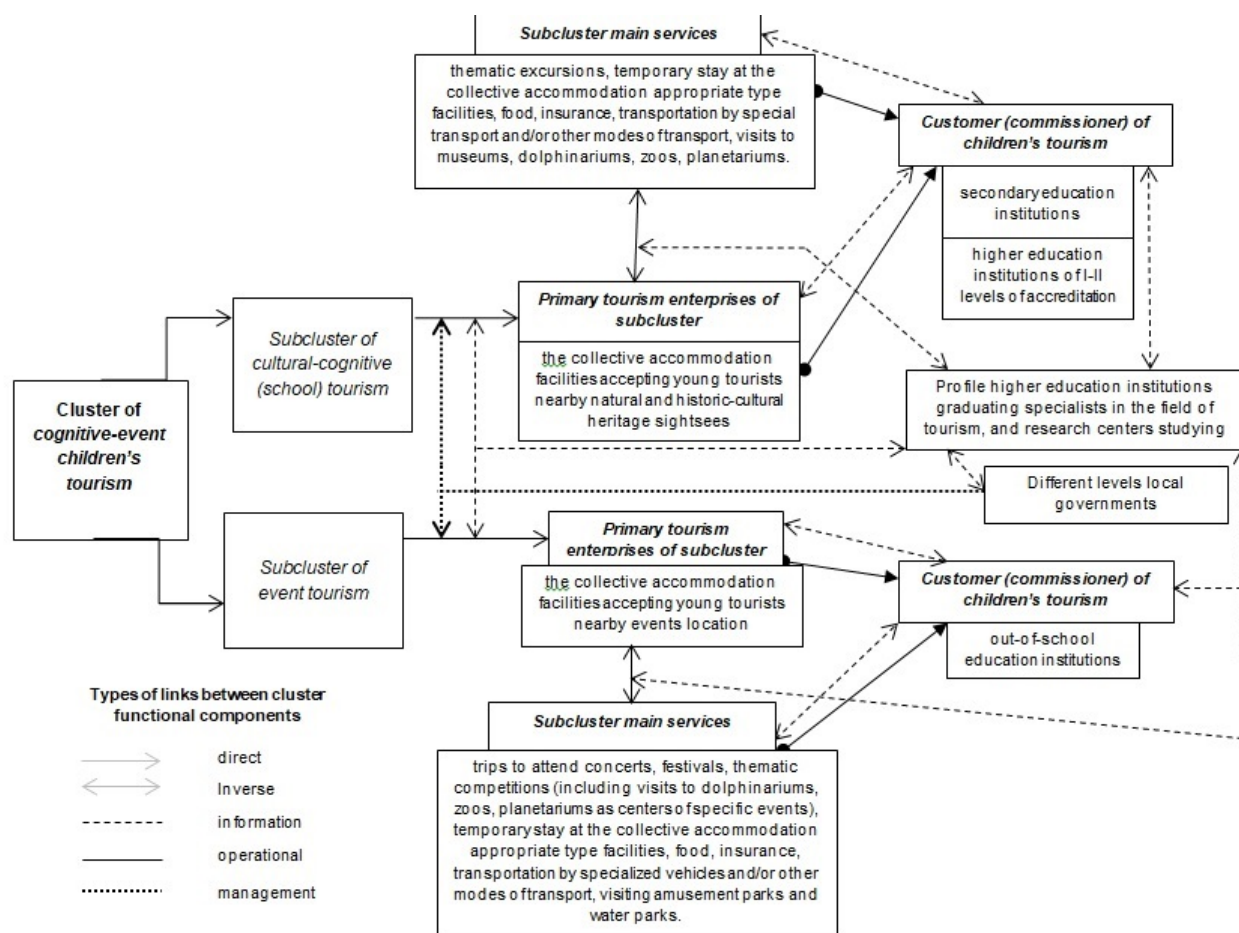 Subcluster main services
thematic excursions, temporary stay at the
collective accommodation appropriate type
facilities, food, insurance, transportation by special
transport and/or other modes of transport, visits to
museums, dolphinariums, zoos, planetariums.
Customer (commissioner) of
children's tourism
secondary education
institutions
higher education
institutions of I-II
levels of accreditation
Primary tourism enterprises of
subcluster
the collective accommodation
facilities accepting young tourists
nearby natural and historic-cultural
heritage sightsees
Subcluster of
cultural-cognitive
(school) tourism
Cluster of
cognitive-event
children's
tourism
Profile higher education institutions
graduating specialists in the field of
tourism, and research centers studying
Different levels local
governments
Subcluster of
event tourism
Primary tourism
enterprises of subcluster
the collective accommodation
facilities accepting young tourists
nearby events location
Customer (commissioner) of
children's tourism
out-of-school
education institutions
Subcluster main services
trips to attend concerts, festivals, thematic
competitions (including visits to dolphinariums,
zoos, planetariums as centers of specific events),
temporary stay at the collective accommodation
appropriate type facilities, food, insurance,
transportation by specialized vehicles and/or other
modes of transport, visiting amusement parks and
water parks.
Types of links between cluster
functional components
direct
Inverse
information
operational
management